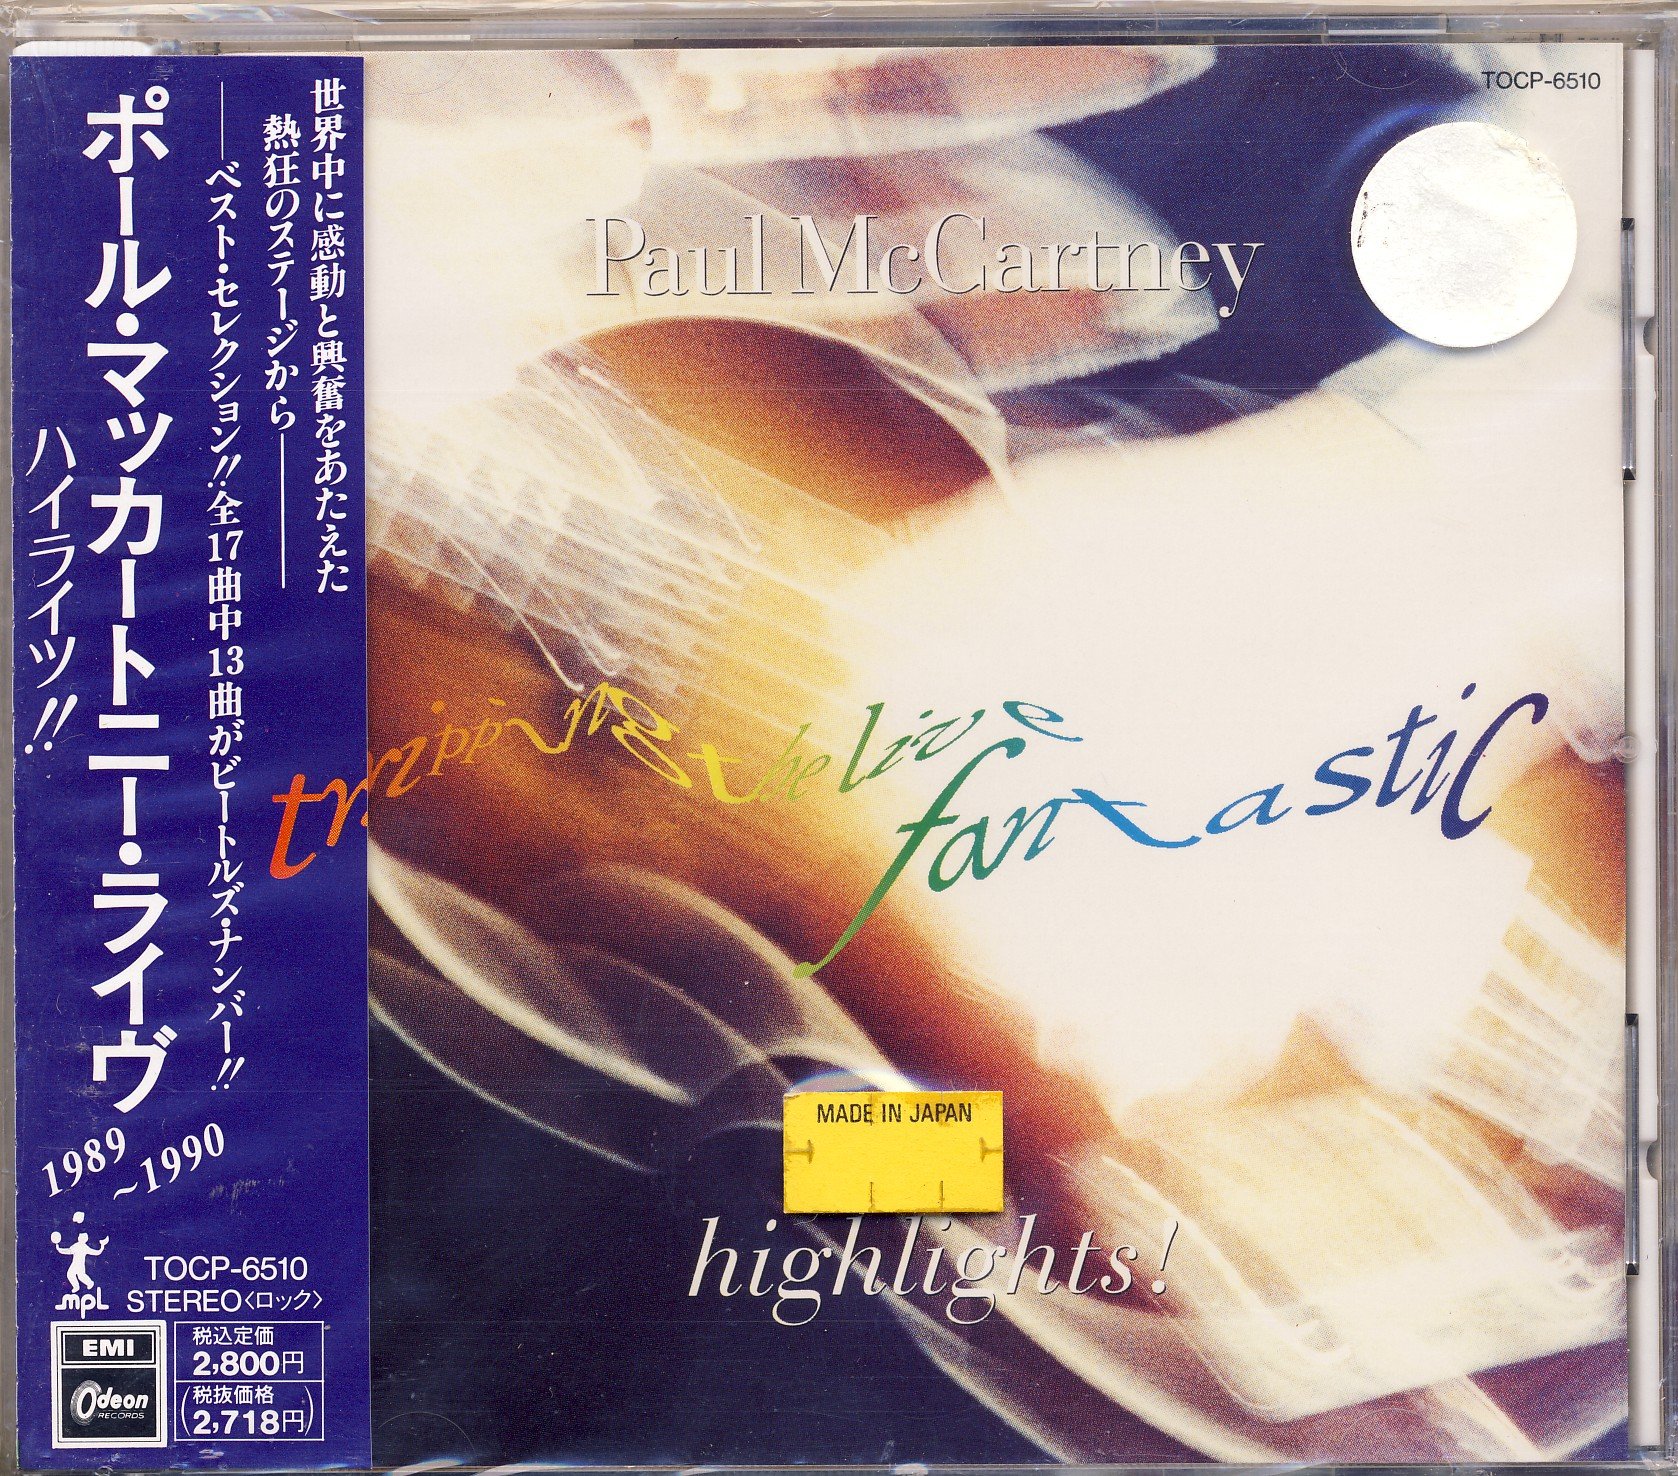 世界中に感動と興奮をあたえた
熱狂のステージから——
——ベスト・セレクション!!全17曲中13曲がビートルズ・ナンバー!!
ポール・マッカートニー・ライヴ
ハイライツ!!
1989
~1990
mpL
TOCP-6510
STEREO〈ロック〉
EMI
Odeon
RECORDS
税込定価
2,800円
(税抜価格
2,718円)
TOCP-6510
Paul McCartney
tripping the live
fantastic
MADE IN JAPAN
highlights!